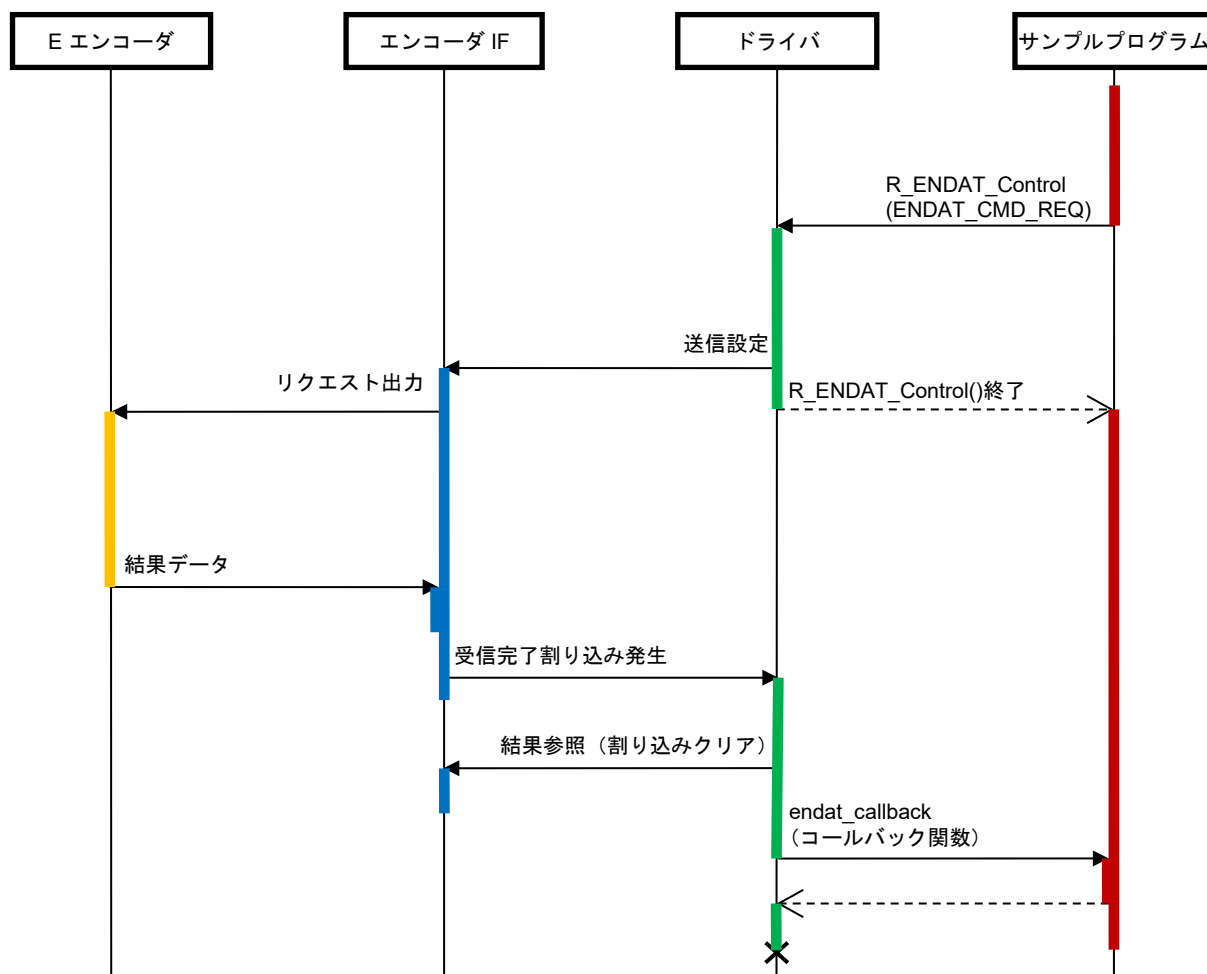 E エンコーダ
エンコーダ IF
ドライバ
サンプルプログラム
R_ENDAT_Control
(ENDAT_CMD_REQ)
送信設定
リクエスト出力
R_ENDAT_Control()終了
結果データ
受信完了割り込み発生
結果参照（割り込みクリア）
endat_callback
（コールバック関数）